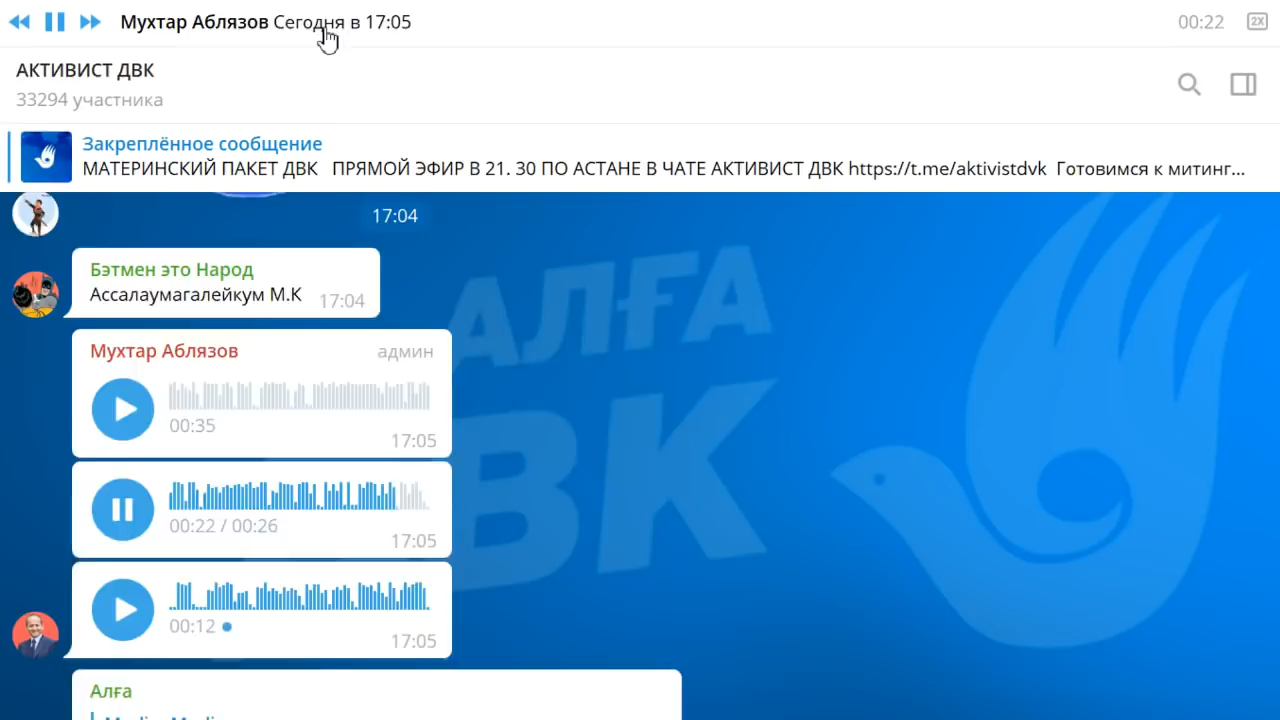 Мухтар Аблязов Сегодня в 17:05
00:22
2X
АКТИВИСТ ДВК
33294 участника
Закреплённое сообщение
МАТЕРИНСКИЙ ПАКЕТ ДВК ПРЯМОЙ ЭФИР В 21. 30 ПО АСТАНЕ В ЧАТЕ АКТИВИСТ ДВК https://t.me/aktivistdvk Готовимся к митинг...
17:04
Бэтмен это Народ
Ассалаумагалейкум М.К 17:04
АЛҒА
ВК
Мухтар Аблязов админ
00:35
17:05
00:22 / 00:26
17:05
00:12
17:05
Алға